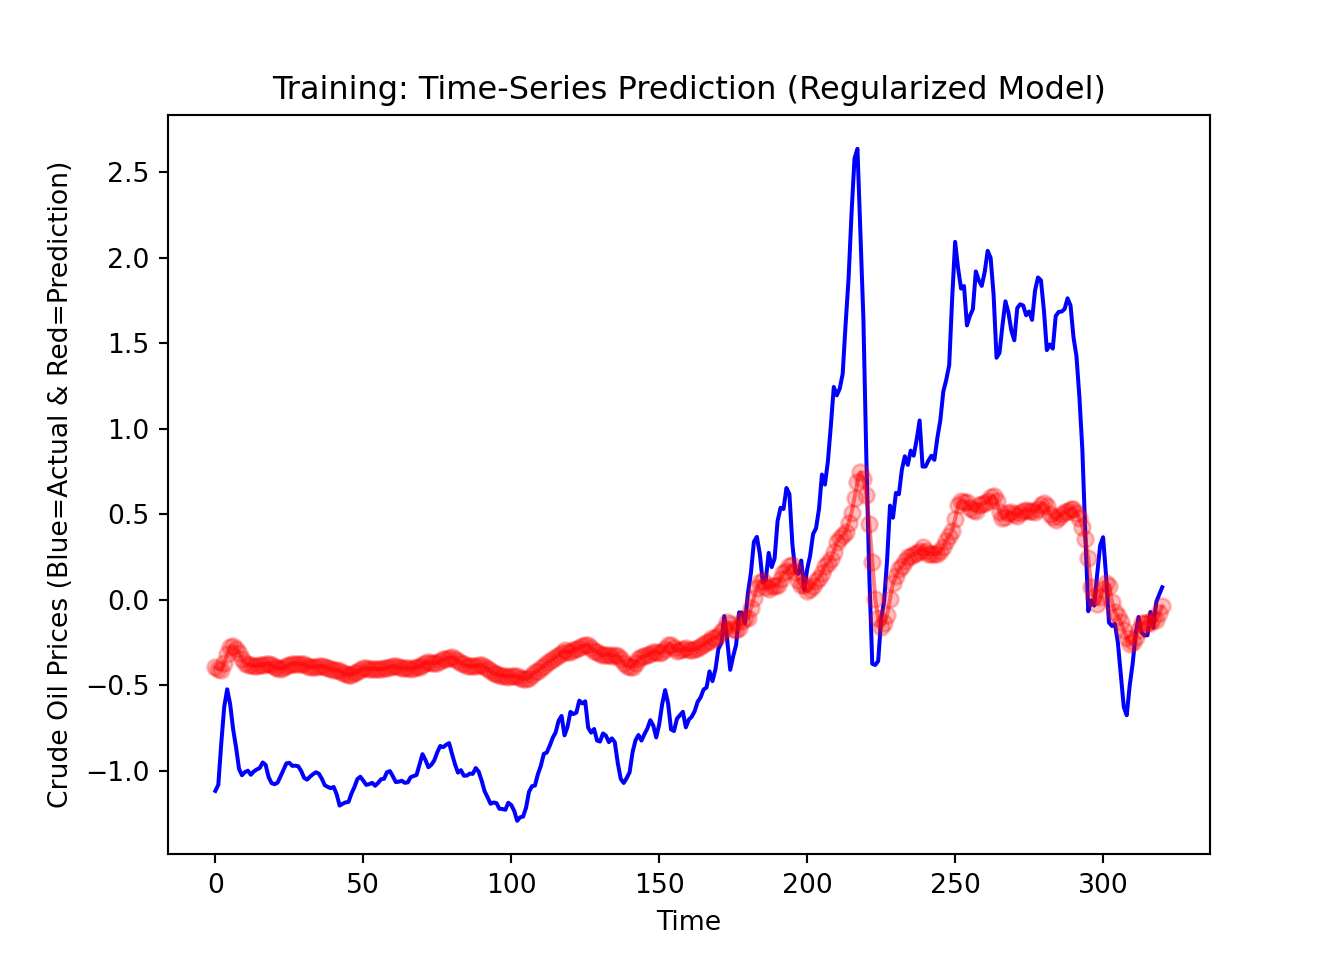 Training: Time-Series Prediction (Regularized Model)
Crude Oil Prices (Blue=Actual & Red=Prediction)
2.5
2.0
1.5
1.0
0.5
0.0
−0.5
−1.0
0 50 100 150 200 250 300
Time